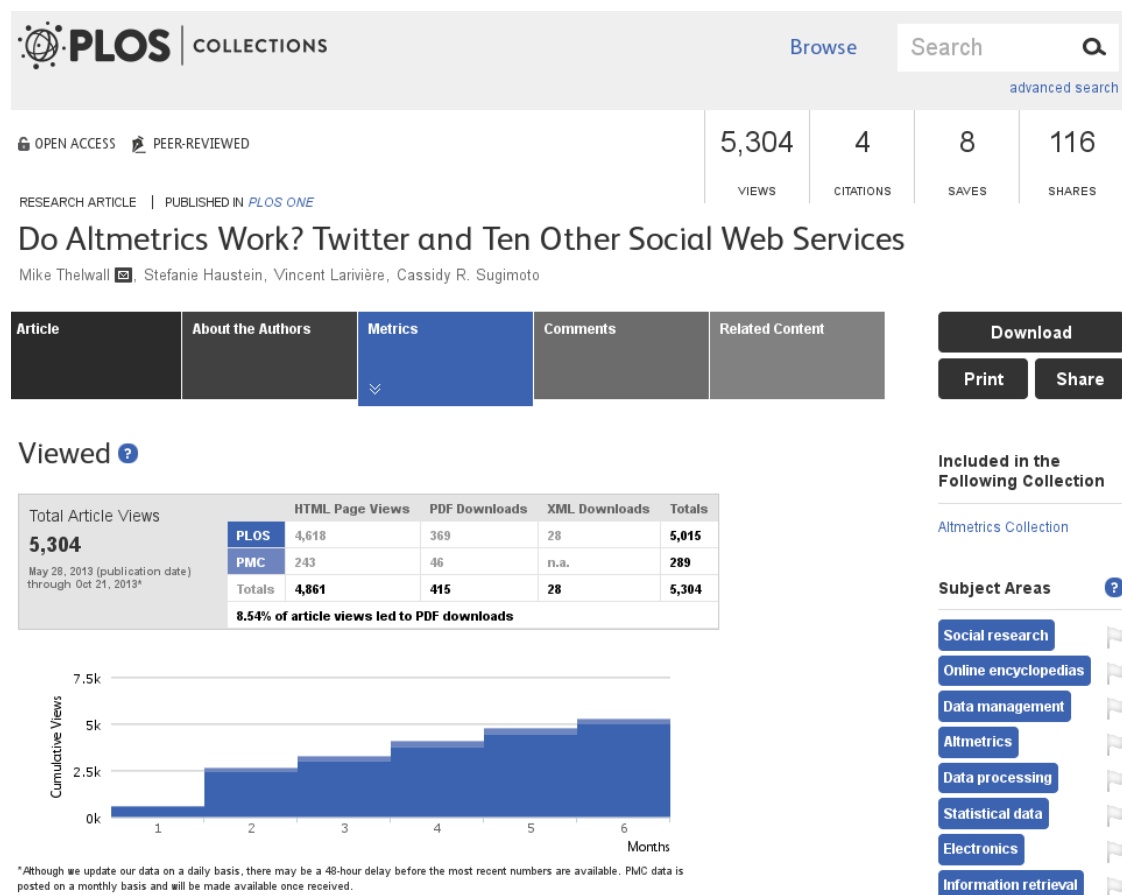 PLOS COLLECTIONS
Browse
Search
advanced search
OPEN ACCESS PEER-REVIEWED
5,304 4 8 116
VIEWS CITATIONS SAVES SHARES
RESEARCH ARTICLE | PUBLISHED IN PLOS ONE
Do Altmetrics Work? Twitter and Ten Other Social Web Services
Mike Thelwall, Stefanie Haustein, Vincent Larivière, Cassidy R. Sugimoto
Article About the Authors Metrics Comments Related Content
Download
Print Share
Viewed ?
Total Article Views
5,304
May 28, 2013 (publication date)
through Oct 21, 2013*
HTML Page Views PDF Downloads XML Downloads Totals
PLOS 4,618 369 28 5,015
PMC 243 46 n.a. 289
Totals 4,861 415 28 5,304
8.54% of article views led to PDF downloads
Cumulative Views
7.5k
5k
2.5k
0k
1 2 3 4 5 6
Months
*Although we update our data on a daily basis, there may be a 48-hour delay before the most recent numbers are available. PMC data is
posted on a monthly basis and will be made available once received.
Included in the
Following Collection
Altmetrics Collection
Subject Areas ?
Social research
Online encyclopedias
Data management
Altmetrics
Data processing
Statistical data
Electronics
Information retrieval